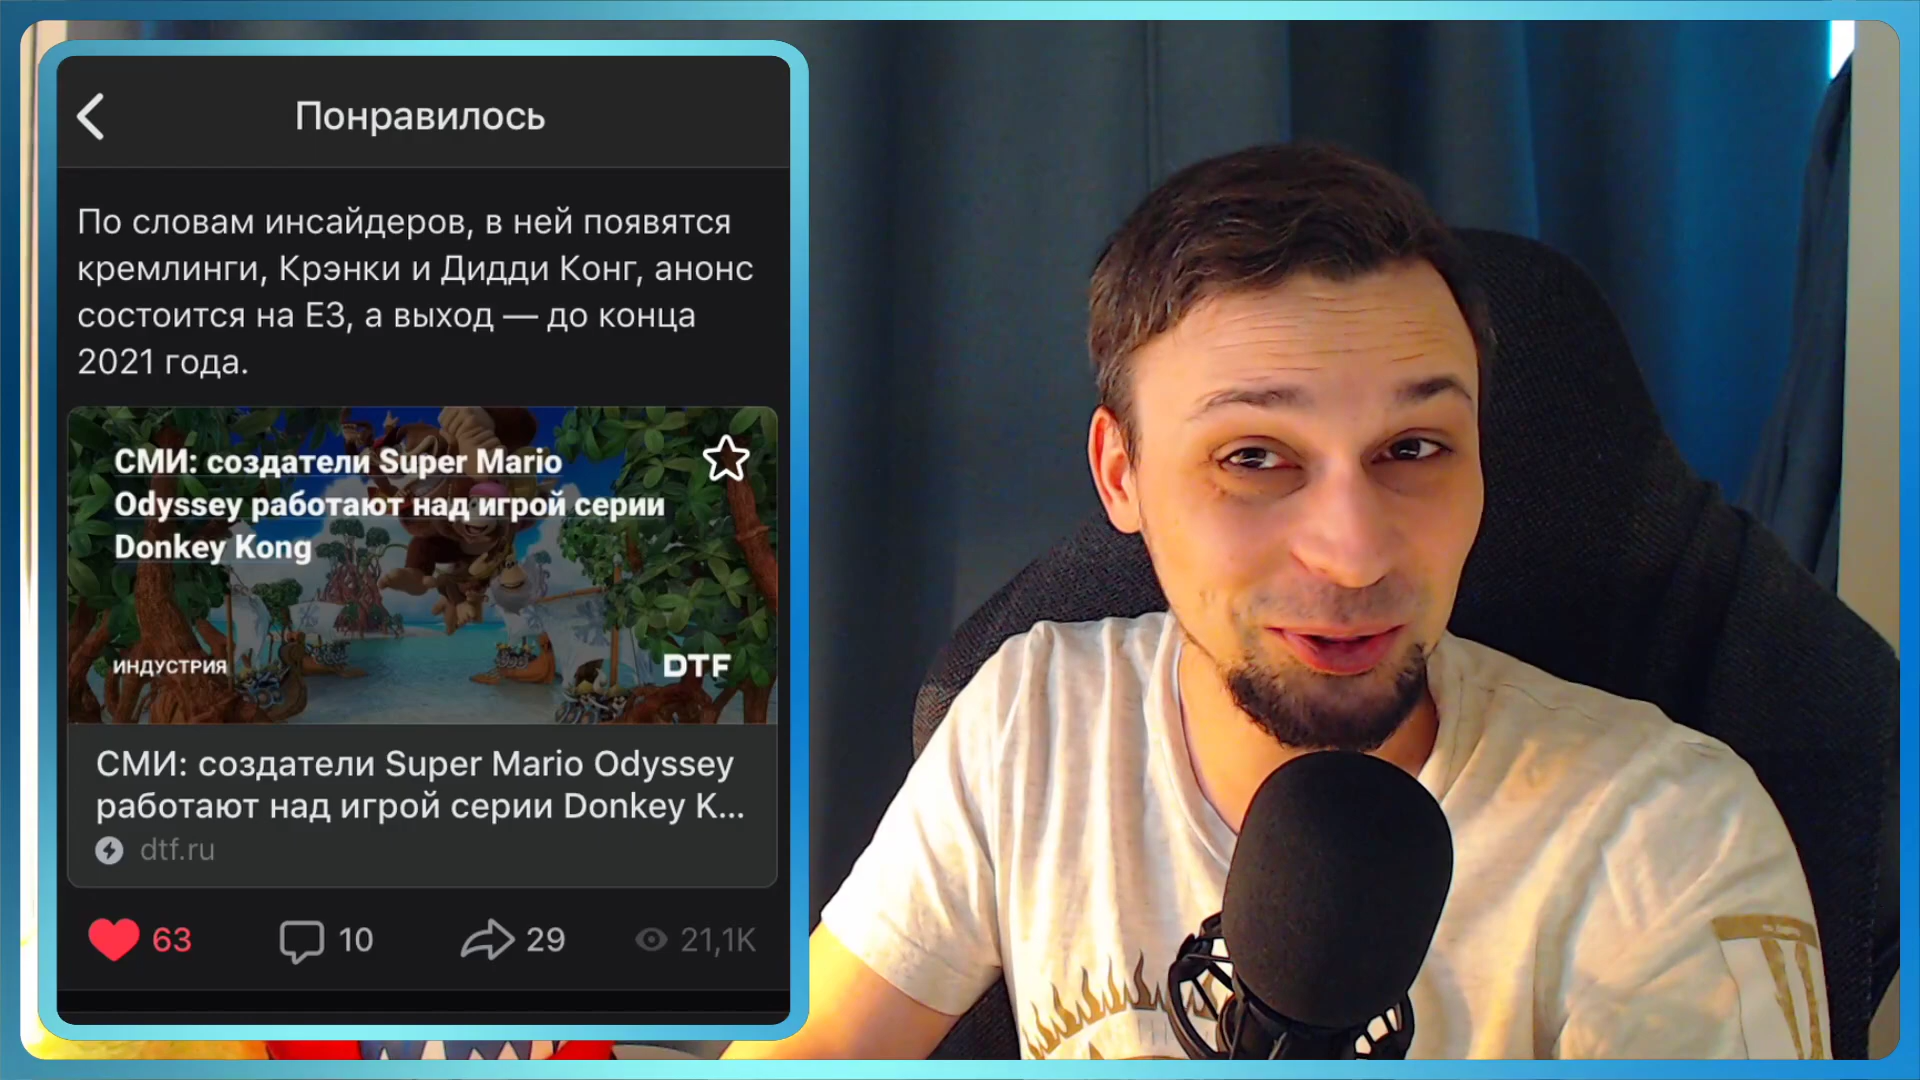 Понравилось
По словам инсайдеров, в ней появятся
кремлинги, Крэнки и Дидди Конг, анонс
состоится на E3, а выход — до конца
2021 года.
СМИ: создатели Super Mario
Odyssey работают над игрой серии
Donkey Kong
ИНДУСТРИЯ
DTF
СМИ: создатели Super Mario Odyssey
работают над игрой серии Donkey K...
dtf.ru
63
10
29
21,1K